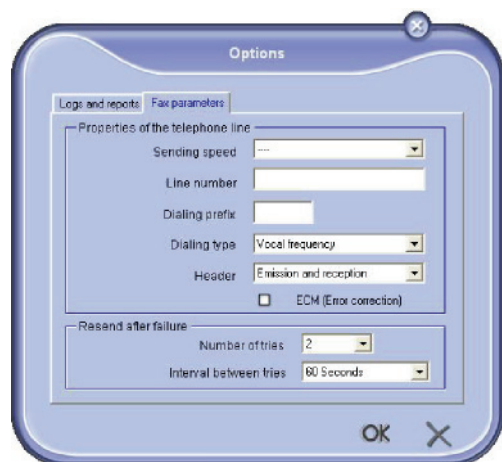 Options
Logs and reports Fax parameters
Properties of the telephone line
Sending speed ---
Line number
Dialing prefix
Dialing type Vocal frequency
Header Emission and reception
ECM (Error correction)
Resend after failure
Number of tries 2
Interval between tries 60 Seconds
OK